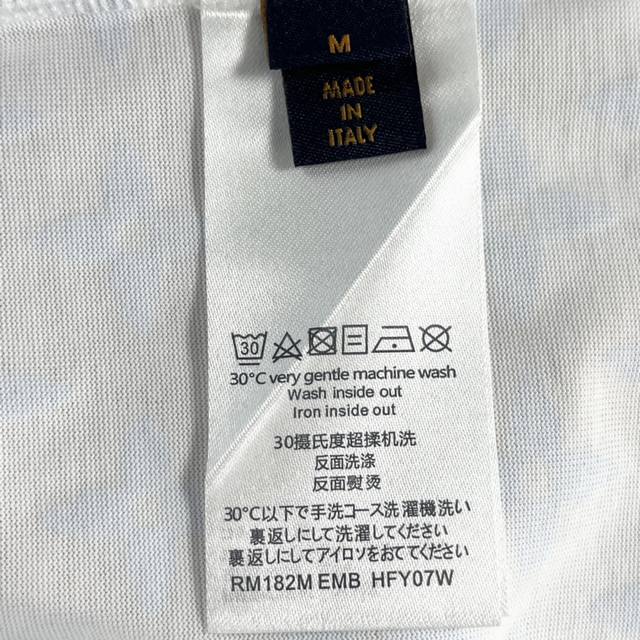 M
MADE
IN
ITALY
30
30°C very gentle machine wash
Wash inside out
Iron inside out
30摄氏度超揉机洗
反面洗涤
反面熨烫
30℃以下で手洗コース洗濯機洗い
裏返しにして洗濯してください
裏返しにしてアイロソをおててください
RM182M EMB HFY07W